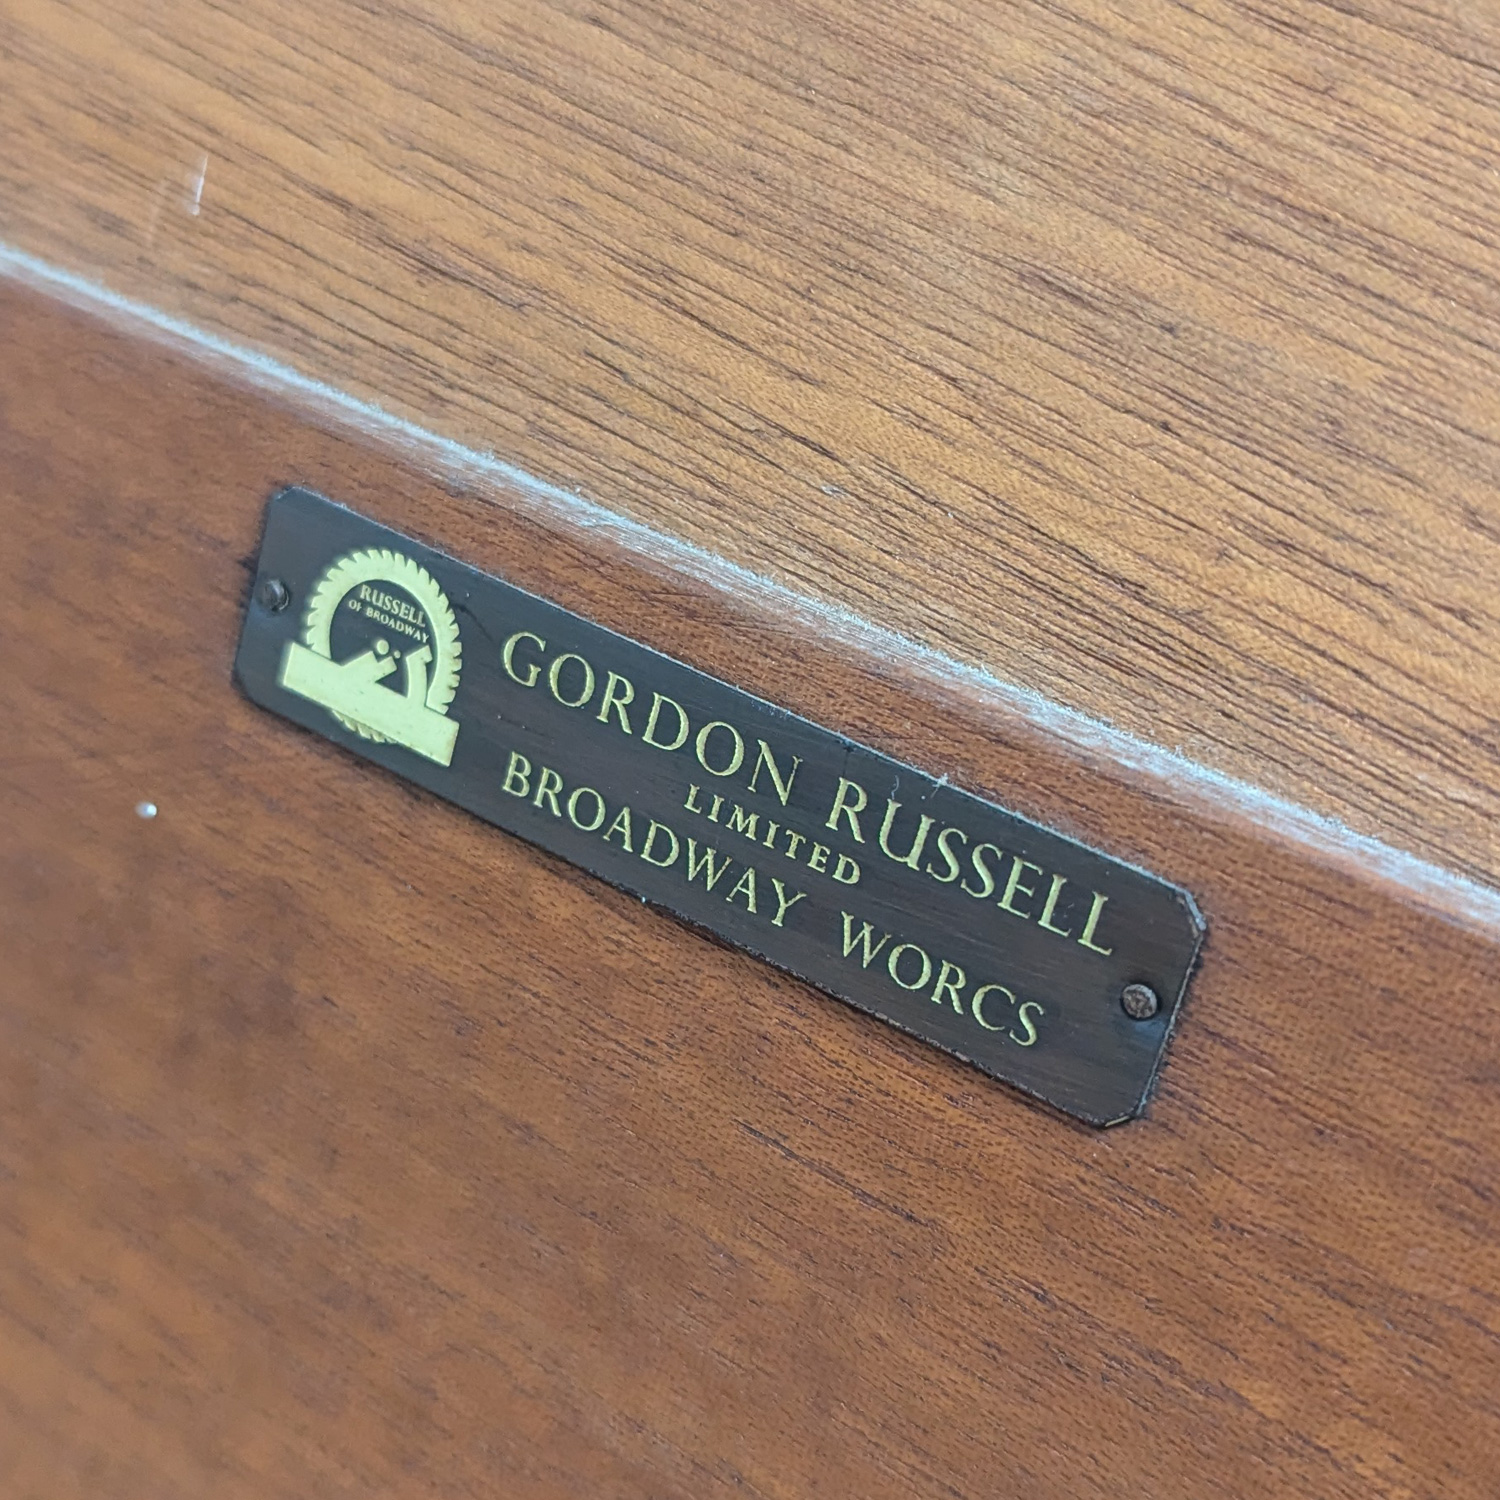 RUSSELL
OF BROADWAY
GORDON RUSSELL
LIMITED
BROADWAY WORCS